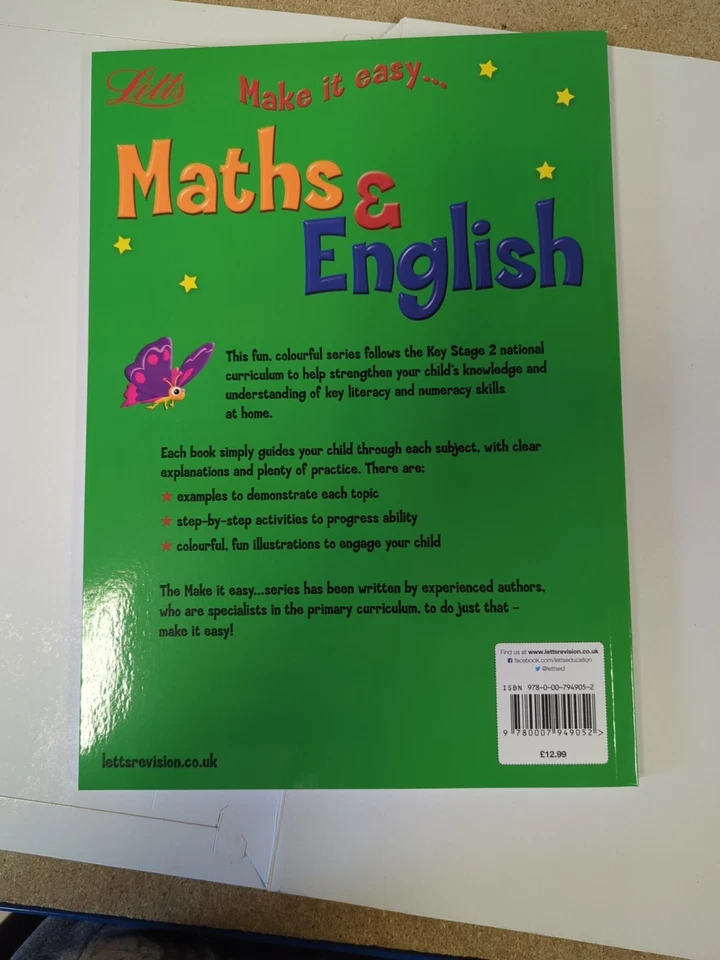 Letts
Make it easy...
Maths &
English
This fun, colourful series follows the Key Stage 2 national
curriculum to help strengthen your child's knowledge and
understanding of key literacy and numeracy skills
at home.
Each book simply guides your child through each subject, with clear
explanations and plenty of practice. There are:
★ examples to demonstrate each topic
★ step-by-step activities to progress ability
★ colourful, fun illustrations to engage your child
The Make it easy...series has been written by experienced authors,
who are specialists in the primary curriculum, to do just that –
make it easy!
Find us at www.lettsrevision.co.uk
facebook.com/lettseducation
@lettsed
ISBN 978-0-00-794905-2
9 780007 949052 >
£12.99
lettsrevision.co.uk